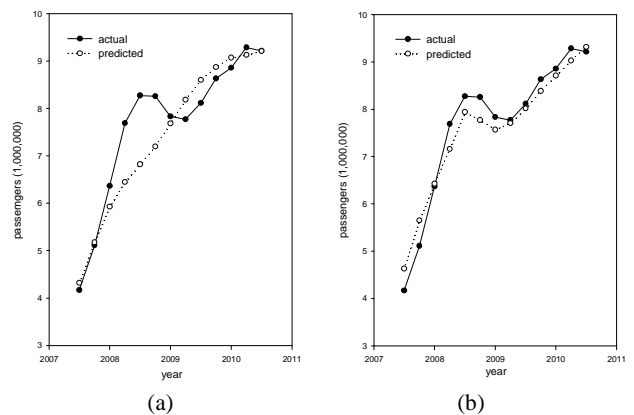 10
9
8
7
6
5
4
3
passemgers (1,000,000)
actual
predicted
2007 2008 2009 2010 2011
year
(a)
10
9
8
7
6
5
4
3
passengers (1,000,000)
actual
predicted
2007 2008 2009 2010 2011
year
(b)